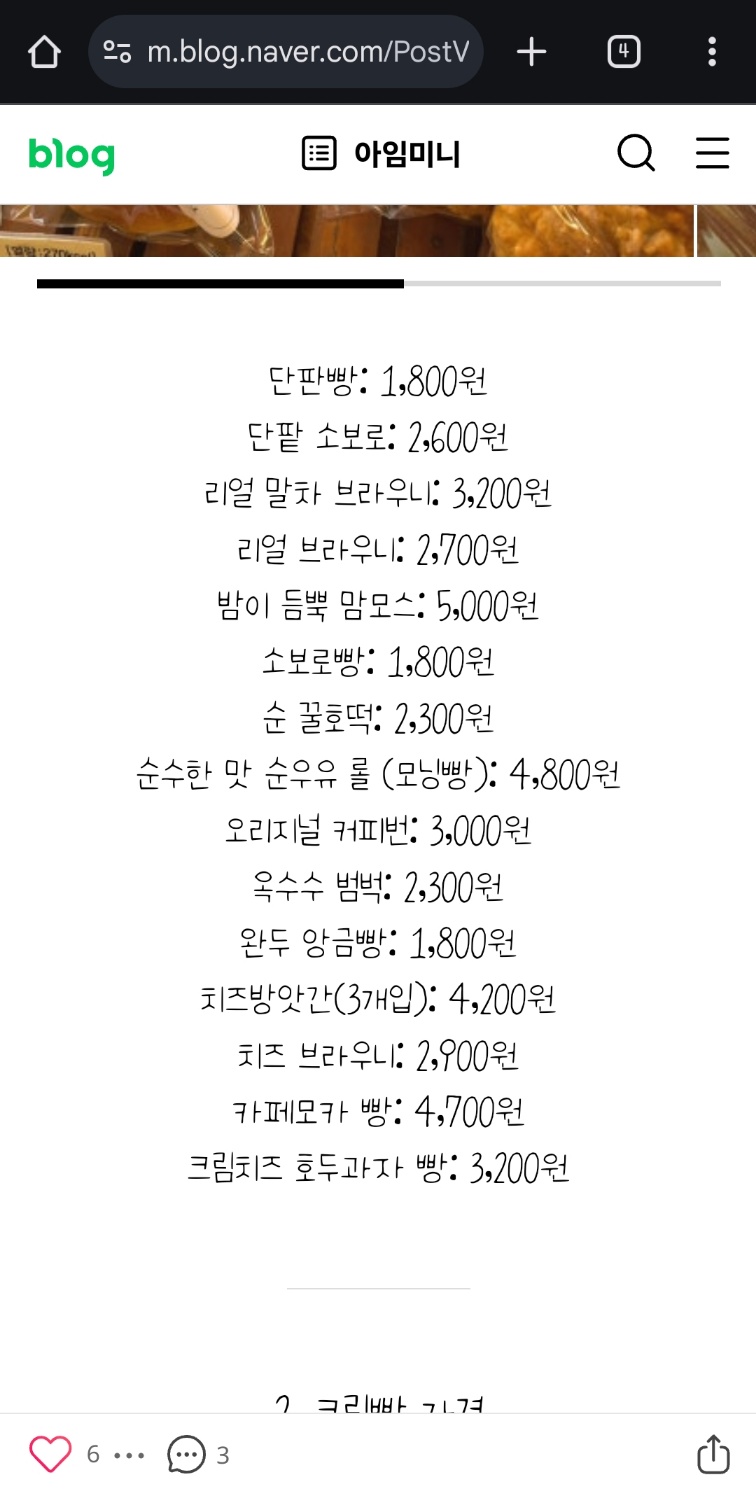 m.blog.naver.com/PostV
4
blog
아임미니
단판빵: 1,800원
단팥 소보로: 2,600원
리얼 말차 브라우니: 3,200원
리얼 브라우니: 2,700원
밤이 듬뿍 맘모스: 5,000원
소보로빵: 1,800원
순 꿀호떡: 2,300원
순수한 맛 순우유 롤 (모닝빵): 4,800원
오리지널 커피번: 3,000원
옥수수 범벅: 2,300원
완두 앙금빵: 1,800원
치즈방앗간(3개입): 4,200원
치즈 브라우니: 2,900원
카페모카 빵: 4,700원
크림치즈 호두과자 빵: 3,200원
2. 크림빵 가격
6
3